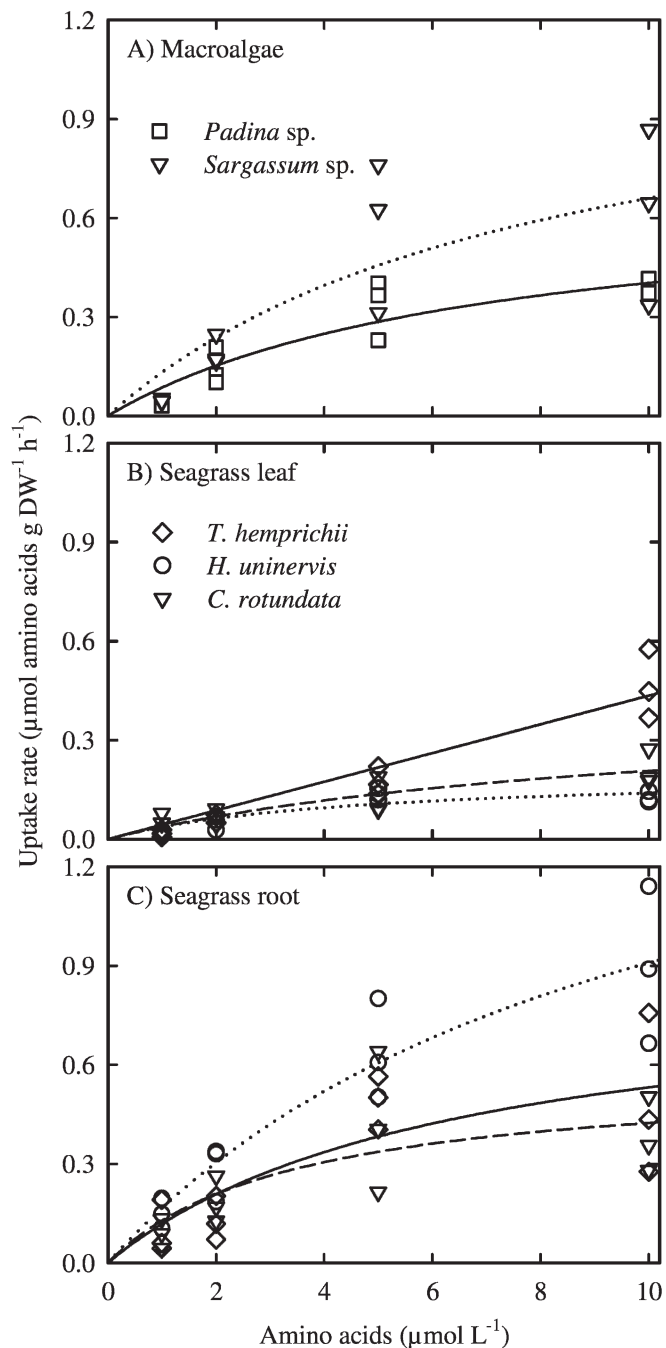 1.2
A) Macroalgae
0.9
Padina sp.
Sargassum sp.
0.6
0.3
0.0
1.2
B) Seagrass leaf
0.9
T. hemprichii
H. uninervis
C. rotundata
0.6
0.3
0.0
Uptake rate (µmol amino acids g DW⁻¹ h⁻¹)
1.2
C) Seagrass root
0.9
0.6
0.3
0.0
0 2 4 6 8 10
Amino acids (µmol L⁻¹)